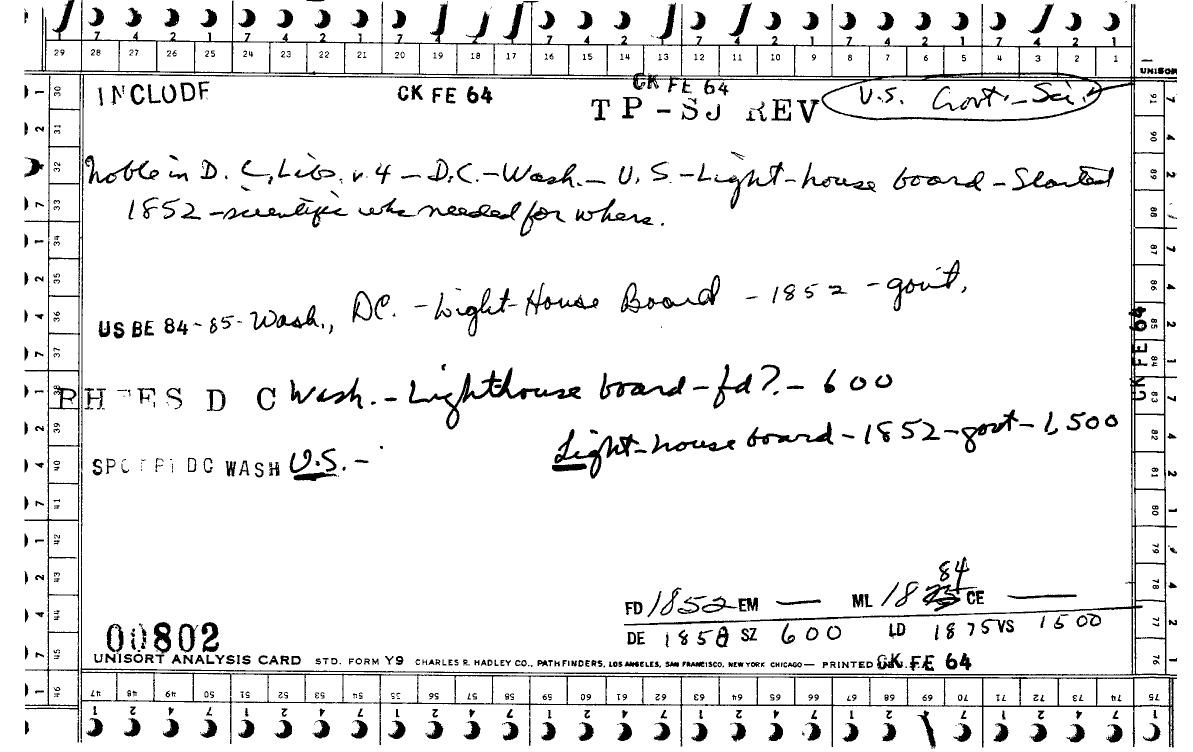 INCLUDE CK FE 64 CK FE 64 U.S. Govt.-Sci.
TP-SJ REV
Noble in D.C. Libs. v. 4 - D.C.-Wash.- U.S.-Light-house board-Started
1852-scientific wks needed for whers.
US BE 84-85-Wash., DC. -Light-House Board -1852 -gov't,
RHEES D C Wash.-Lighthouse board-fd?.-600
Light-house board-1852-govt-1,500
DC WASH U.S.-
CK FE 64
84
FD 1852 EM — ML 18 CE —
DE 1858 SZ 600 LD 1875 VS 1500
00802
UNISORT ANALYSIS CARD STD. FORM Y9 CHARLES R. HADLEY CO., PATHFINDERS, LOS ANGELES, SAN FRANCISCO, NEW YORK CHICAGO— PRINTED CK FE 64
29 28 27 26 25 24 23 22 21 20 19 18 17 16 15 14 13 12 11 10 9 8 7 6 5 4 3 2 1
UNISORT
30 31 32 33 34 35 36 37 38 39 40 41 42 43 44 45 46
91 90 89 88 87 86 85 84 83 82 81 80 79 78 77 76
47 48 49 50 51 52 53 54 55 56 57 58 59 60 61 62 63 64 65 66 67 68 69 70 71 72 73 74 75